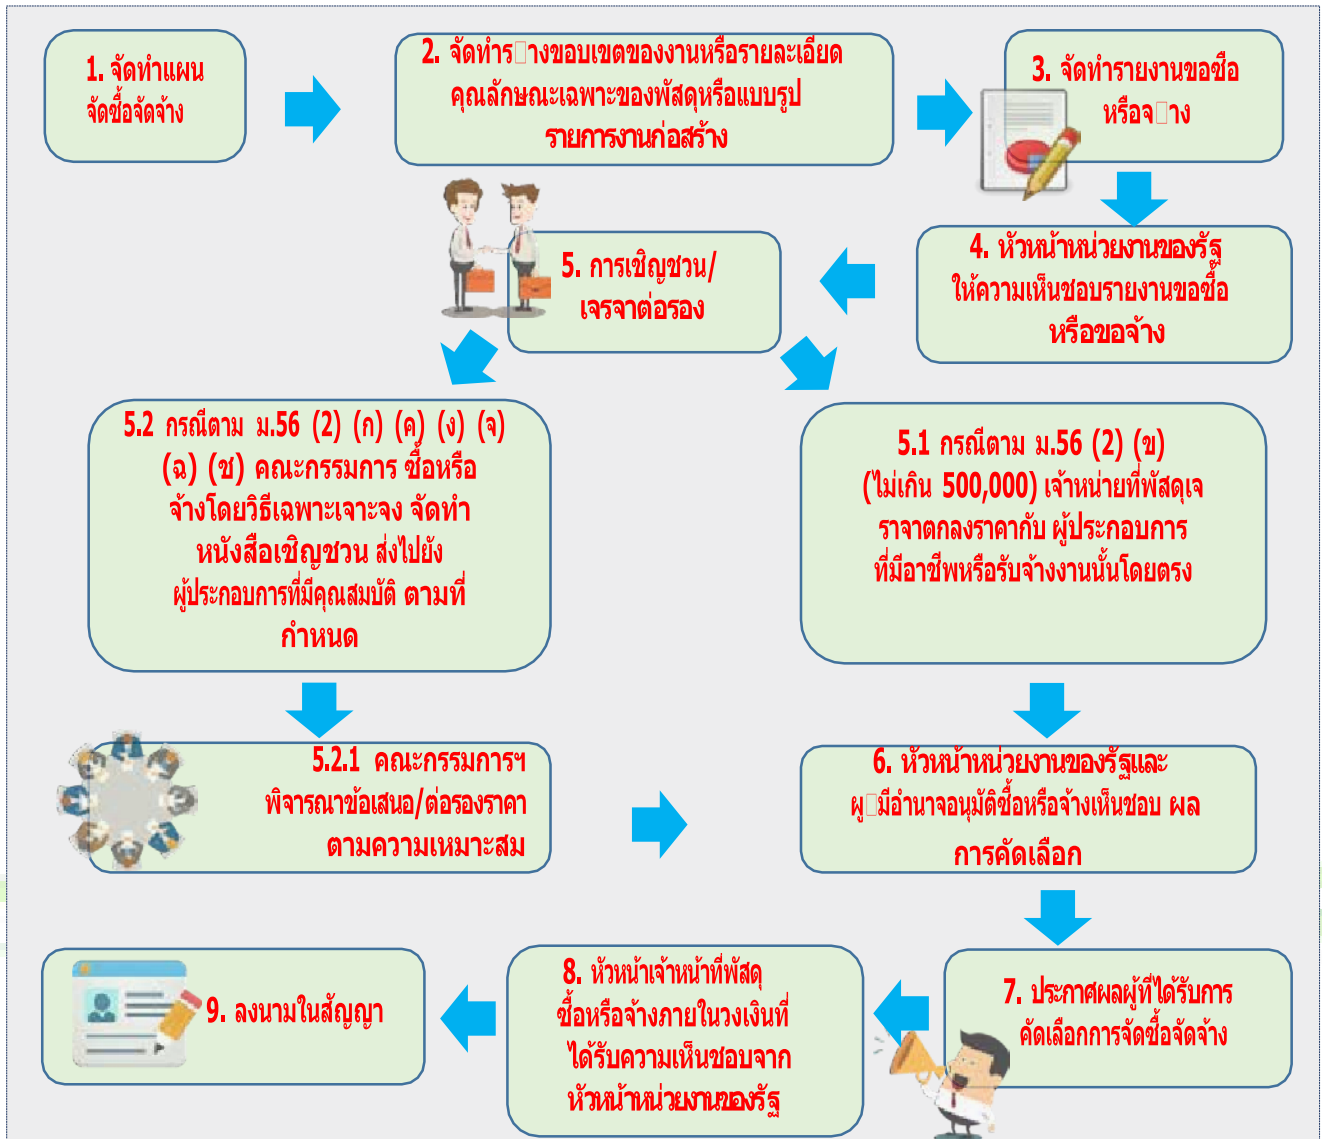 1. จัดทำแผน
จัดซื้อจัดจ้าง
2. จัดทำร□างขอบเขตของงานหรือรายละเอียด
คุณลักษณะเฉพาะของพัสดุหรือแบบรูป
รายการงานก่อสร้าง
3. จัดทำรายงานขอซือ
หรือจ□าง
4. หัวหน้าหน่วยงานของรัฐ
ให้ความเห็นชอบรายงานขอซื้อ
หรือขอจ้าง
5. การเชิญชวน/
เจรจาต่อรอง
5.2 กรณีตาม ม.56 (2) (ก) (ค) (ง) (จ)
(ฉ) (ช) คณะกรรมการ ซื้อหรือ
จ้างโดยวิธีเฉพาะเจาะจง จัดทำ
หนังสือเชิญชวน ส่งไปยัง
ผู้ประกอบการที่มีคุณสมบัติ ตามที่
กำหนด
5.1 กรณีตาม ม.56 (2) (ข)
(ไม่เกิน 500,000) เจ้าหน่ายที่พัสดุเจ
ราจาตกลงราคากับ ผู้ประกอบการ
ที่มีอาชีพหรือรับจ้างงานนั้นโดยตรง
5.2.1 คณะกรรมการฯ
พิจารณาข้อเสนอ/ต่อรองราคา
ตามความเหมาะสม
6. หัวหน้าหน่วยงานของรัฐและ
ผู□มีอำนาจอนุมัติซื้อหรือจ้างเห็นชอบ ผล
การคัดเลือก
7. ประกาศผลผู้ที่ได้รับการ
คัดเลือกการจัดซื้อจัดจ้าง
8. หัวหน้าเจ้าหน้าที่พัสดุ
ซื้อหรือจ้างภายในวงเงินที่
ได้รับความเห็นชอบจาก
หัวหน้าหน่วยงานของรัฐ
9. ลงนามในสัญญา